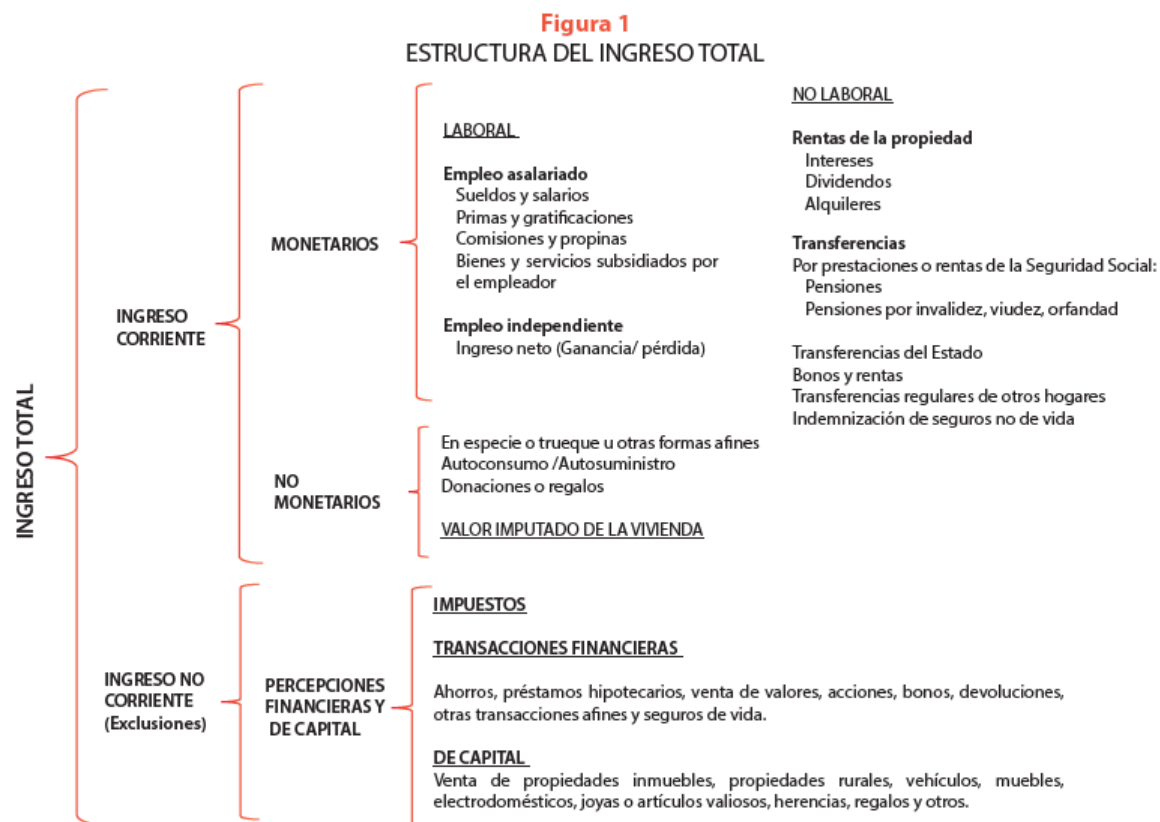 Figura 1
ESTRUCTURA DEL INGRESO TOTAL
INGRESO TOTAL
INGRESO
CORRIENTE
MONETARIOS
LABORAL
Empleo asalariado
Sueldos y salarios
Primas y gratificaciones
Comisiones y propinas
Bienes y servicios subsidiados por
el empleador
Empleo independiente
Ingreso neto (Ganancia/ pérdida)
NO LABORAL
Rentas de la propiedad
Intereses
Dividendos
Alquileres
Transferencias
Por prestaciones o rentas de la Seguridad Social:
Pensiones
Pensiones por invalidez, viudez, orfandad
Transferencias del Estado
Bonos y rentas
Transferencias regulares de otros hogares
Indemnización de seguros no de vida
NO
MONETARIOS
En especie o trueque u otras formas afines
Autoconsumo /Autosuministro
Donaciones o regalos
VALOR IMPUTADO DE LA VIVIENDA
INGRESO NO
CORRIENTE
(Exclusiones)
PERCEPCIONES
FINANCIERAS Y
DE CAPITAL
IMPUESTOS
TRANSACCIONES FINANCIERAS
Ahorros, préstamos hipotecarios, venta de valores, acciones, bonos, devoluciones,
otras transacciones afines y seguros de vida.
DE CAPITAL
Venta de propiedades inmuebles, propiedades rurales, vehículos, muebles,
electrodomésticos, joyas o artículos valiosos, herencias, regalos y otros.